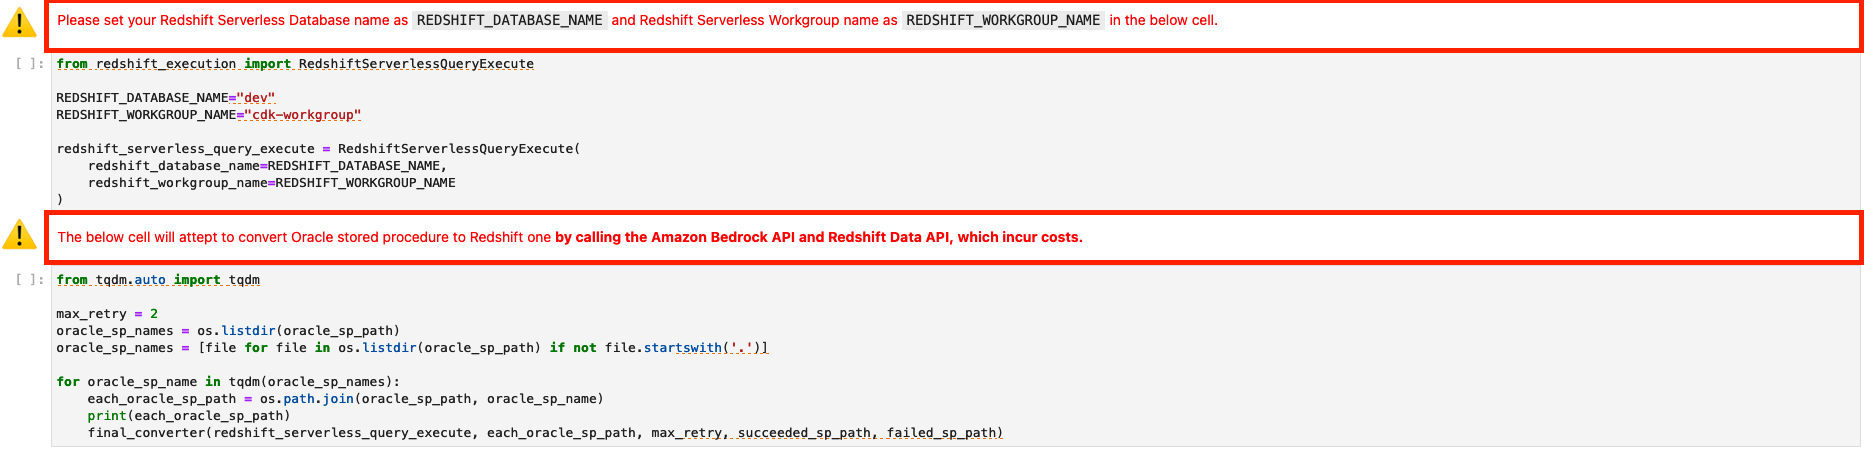 Please set your Redshift Serverless Database name as REDSHIFT_DATABASE_NAME and Redshift Serverless Workgroup name as REDSHIFT_WORKGROUP_NAME in the below cell.
[ ]: from redshift_execution import RedshiftServerlessQueryExecute
REDSHIFT_DATABASE_NAME="dev"
REDSHIFT_WORKGROUP_NAME="cdk-workgroup"
redshift_serverless_query_execute = RedshiftServerlessQueryExecute(
    redshift_database_name=REDSHIFT_DATABASE_NAME,
    redshift_workgroup_name=REDSHIFT_WORKGROUP_NAME
)
The below cell will attept to convert Oracle stored procedure to Redshift one by calling the Amazon Bedrock API and Redshift Data API, which incur costs.
[ ]: from tqdm.auto import tqdm
max_retry = 2
oracle_sp_names = os.listdir(oracle_sp_path)
oracle_sp_names = [file for file in os.listdir(oracle_sp_path) if not file.startswith('.')]
for oracle_sp_name in tqdm(oracle_sp_names):
    each_oracle_sp_path = os.path.join(oracle_sp_path, oracle_sp_name)
    print(each_oracle_sp_path)
    final_converter(redshift_serverless_query_execute, each_oracle_sp_path, max_retry, succeeded_sp_path, failed_sp_path)